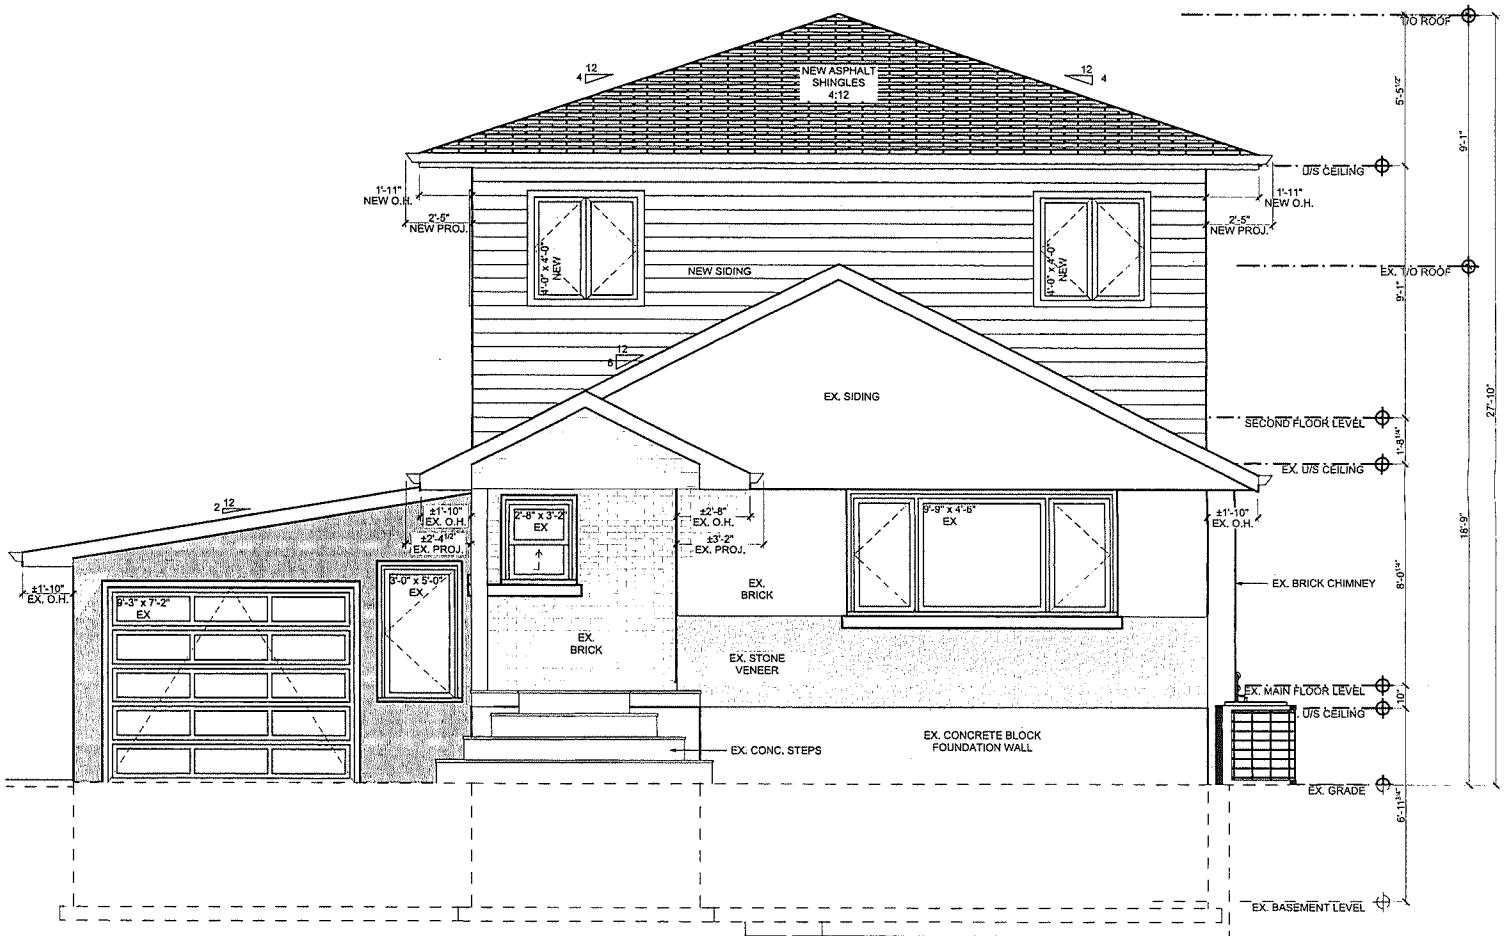 T/O ROOF
12
4
NEW ASPHALT
SHINGLES
4:12
12
4
5'-5 1/2"
9'-1"
U/S CEILING
1'-11"
NEW O.H.
2'-5"
NEW PROJ.
4'-0" x 4'-0"
NEW
NEW SIDING
4'-0" x 4'-0"
NEW
1'-11"
NEW O.H.
2'-5"
NEW PROJ.
EX. T/O ROOF
9'-1"
12
6
EX. SIDING
SECOND FLOOR LEVEL
1'-8 1/4"
27'-10"
EX. U/S CEILING
12
2
±1'-10"
EX. O.H.
±2'-4 1/2"
EX. PROJ.
2'-8" x 3'-2"
EX
±2'-8"
EX. O.H.
±3'-2"
EX. PROJ.
9'-9" x 4'-6"
EX
±1'-10"
EX. O.H.
18'-9"
8'-0 1/4"
±1'-10"
EX. O.H.
9'-3" x 7'-2"
EX
3'-0" x 5'-0"
EX
EX.
BRICK
EX. BRICK CHIMNEY
EX.
BRICK
EX. STONE
VENEER
EX. MAIN FLOOR LEVEL
10"
U/S CEILING
EX. CONC. STEPS
EX. CONCRETE BLOCK
FOUNDATION WALL
EX. GRADE
6'-11 3/4"
EX. BASEMENT LEVEL